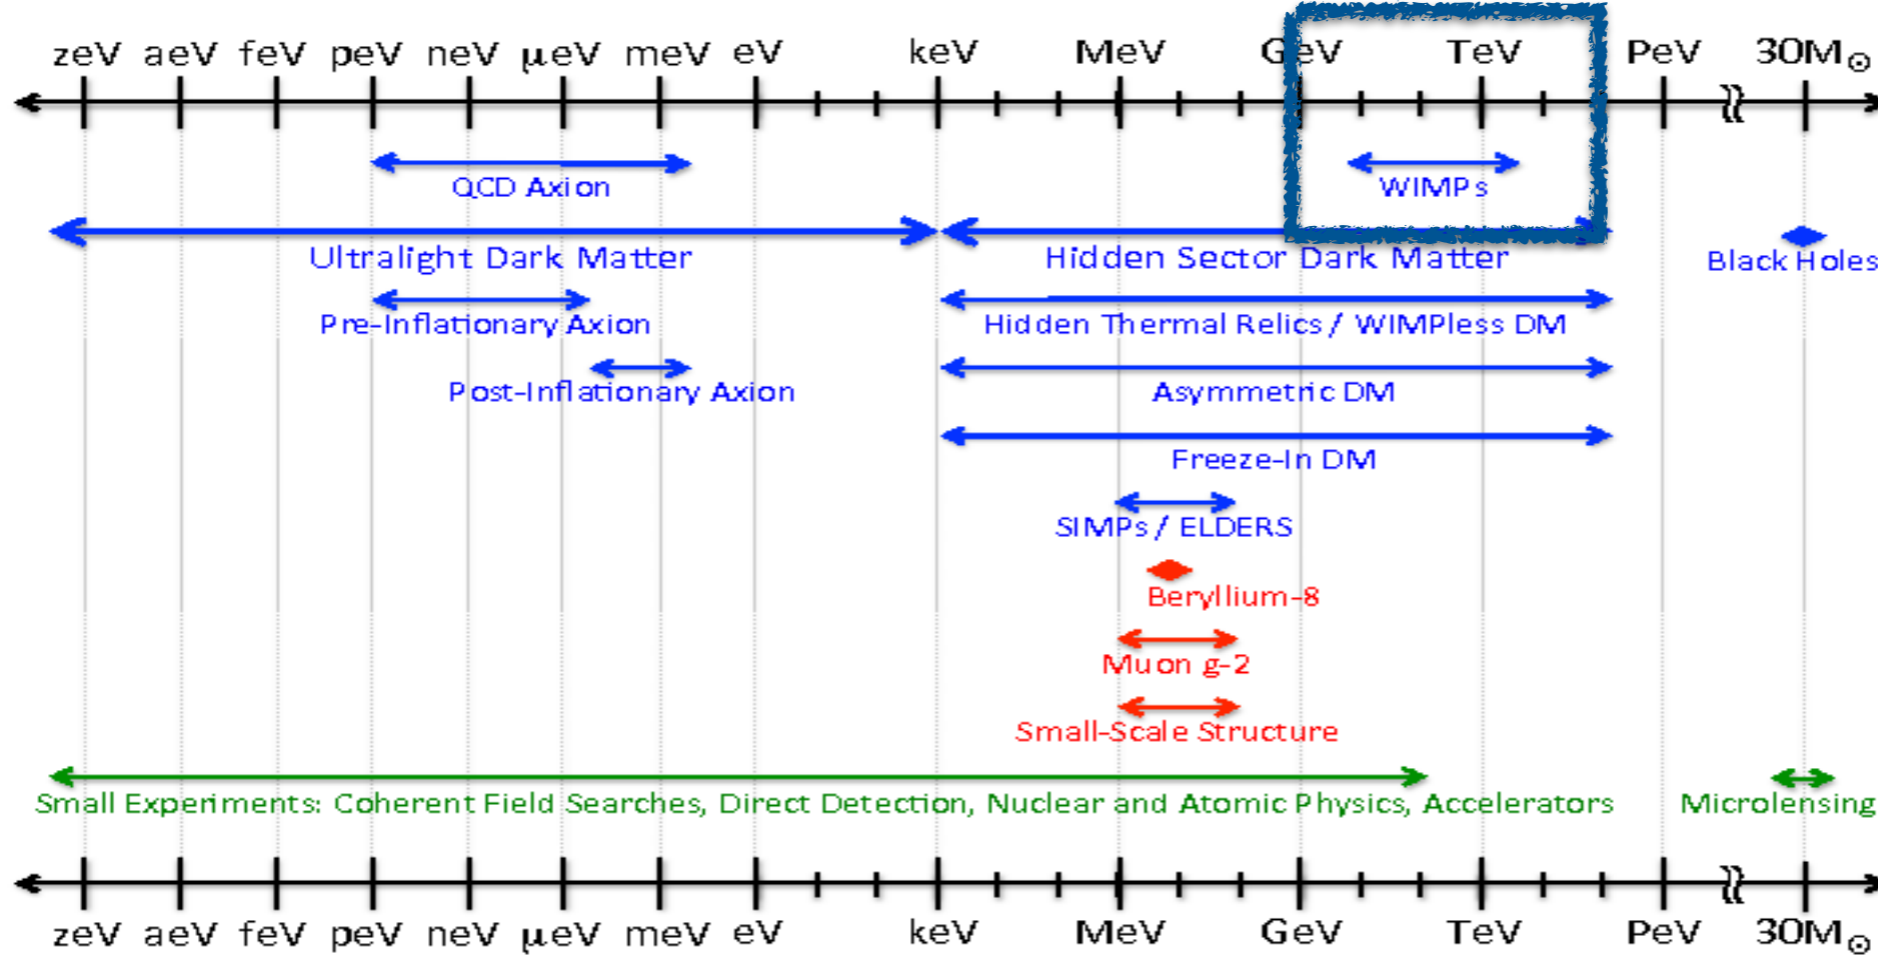 zeV aeV feV peV neV μeV meV eV keV MeV GeV TeV PeV 30M☉
QCD Axion WIMPs
Ultralight Dark Matter Hidden Sector Dark Matter Black Holes
Pre-Inflationary Axion Hidden Thermal Relics / WIMPless DM
Post-Inflationary Axion Asymmetric DM
Freeze-In DM
SIMPs / ELDERS
Beryllium-8
Muon g-2
Small-Scale Structure
Small Experiments: Coherent Field Searches, Direct Detection, Nuclear and Atomic Physics, Accelerators Microlensing
zeV aeV feV peV neV μeV meV eV keV MeV GeV TeV PeV 30M☉